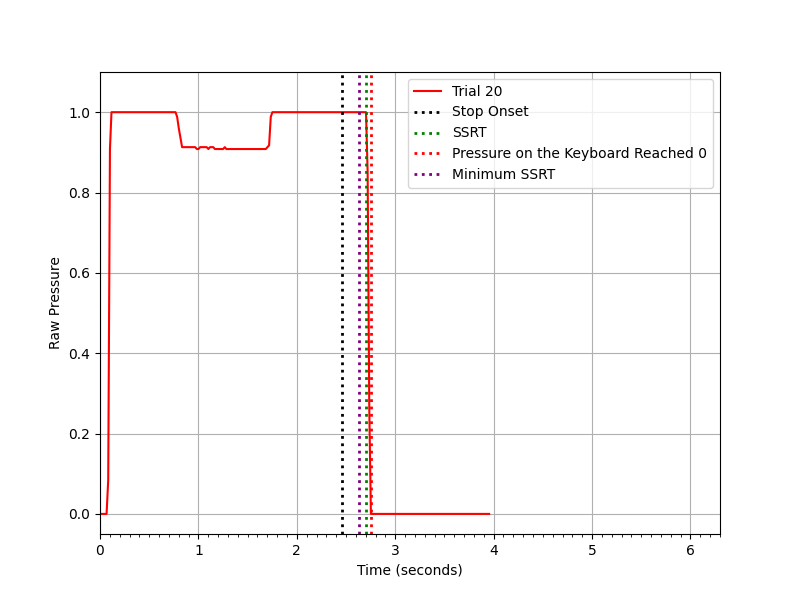 Trial 20
Stop Onset
SSRT
Pressure on the Keyboard Reached 0
Minimum SSRT
1.0
0.8
0.6
0.4
0.2
0.0
Raw Pressure
0 1 2 3 4 5 6
Time (seconds)